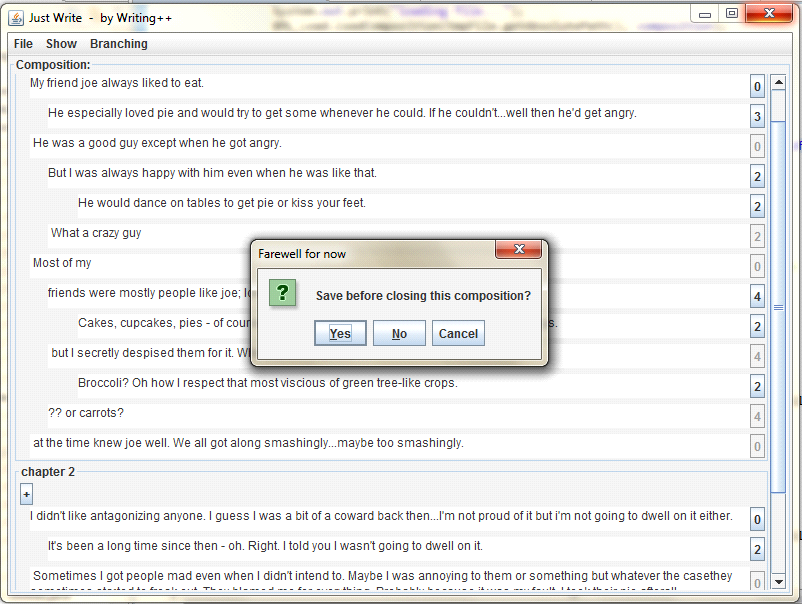 System.out.print("loading file
Just Write - by Writing++
File Show Branching
Composition:
My friend joe always liked to eat. 0
He especially loved pie and would try to get some whenever he could. If he couldn't...well then he'd get angry. 3
He was a good guy except when he got angry. 0
But I was always happy with him even when he was like that. 2
He would dance on tables to get pie or kiss your feet. 2
What a crazy guy 2
Most of my 0
friends were mostly people like joe; 4
Cakes, cupcakes, pies - of s. 2
but I secretly despised them for it. 4
Broccoli? Oh how I respect that most viscious of green tree-like crops. 2
?? or carrots? 4
at the time knew joe well. We all got along smashingly...maybe too smashingly. 0
Farewell for now
?
Save before closing this composition?
Yes No Cancel
chapter 2
+
I didn't like antagonizing anyone. I guess I was a bit of a coward back then...I'm not proud of it but i'm not going to dwell on it either. 0
It's been a long time since then - oh. Right. I told you I wasn't going to dwell on it. 2
Sometimes I got people mad even when I didn't intend to. Maybe I was annoying to them or something but whatever the casethey 0